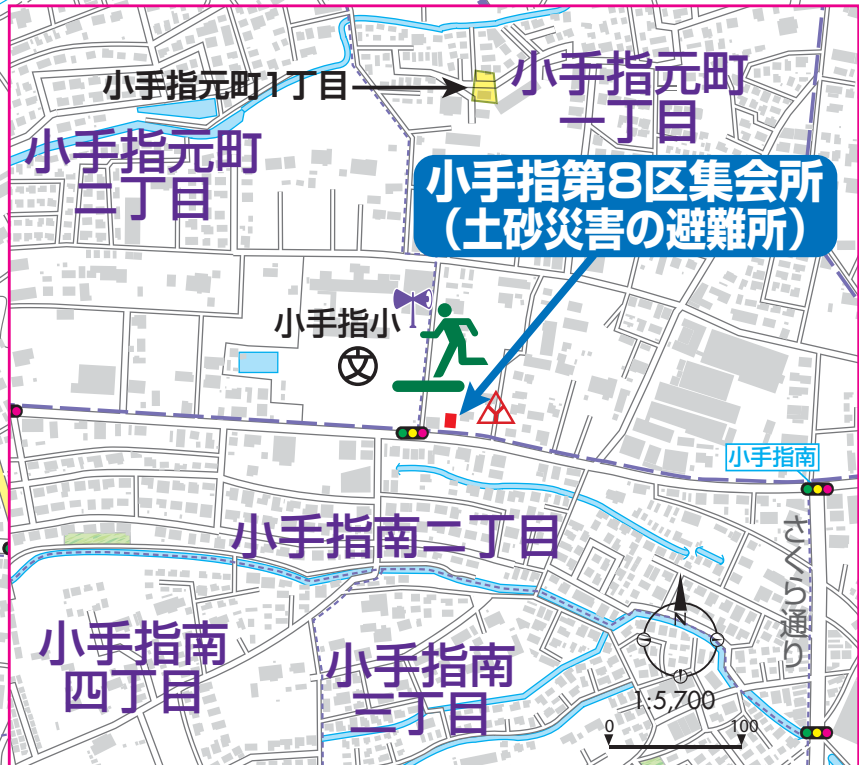 小手指元町1丁目
小手指元町
一丁目
小手指元町
二丁目
小手指第8区集会所
（土砂災害の避難所）
小手指小
文
小手指南
小手指南二丁目
さくら通り
小手指南
四丁目
小手指南
三丁目
N
1:5,700
0 100